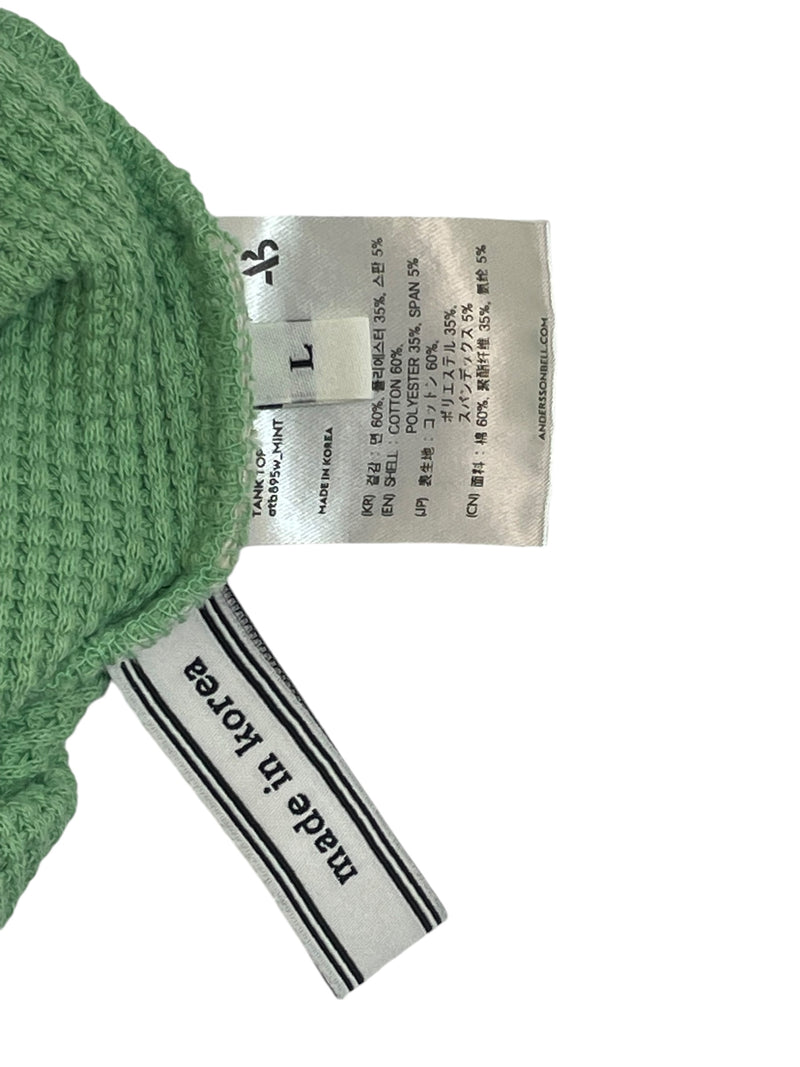 TANK TOP
atb895w_MINT
L
MADE IN KOREA
(KR) 겉감 : 면 60%, 폴리에스터 35%, 스판 5%
(EN) SHELL : COTTON 60%,
POLYESTER 35%, SPAN 5%
(JP) 表生地 : コットン 60%,
ポリエステル 35%,
スパンデックス 5%
(CN) 面料 : 棉 60%, 聚酯纤维 35%, 氨纶 5%
ANDERSSONBELL.COM
made in korea